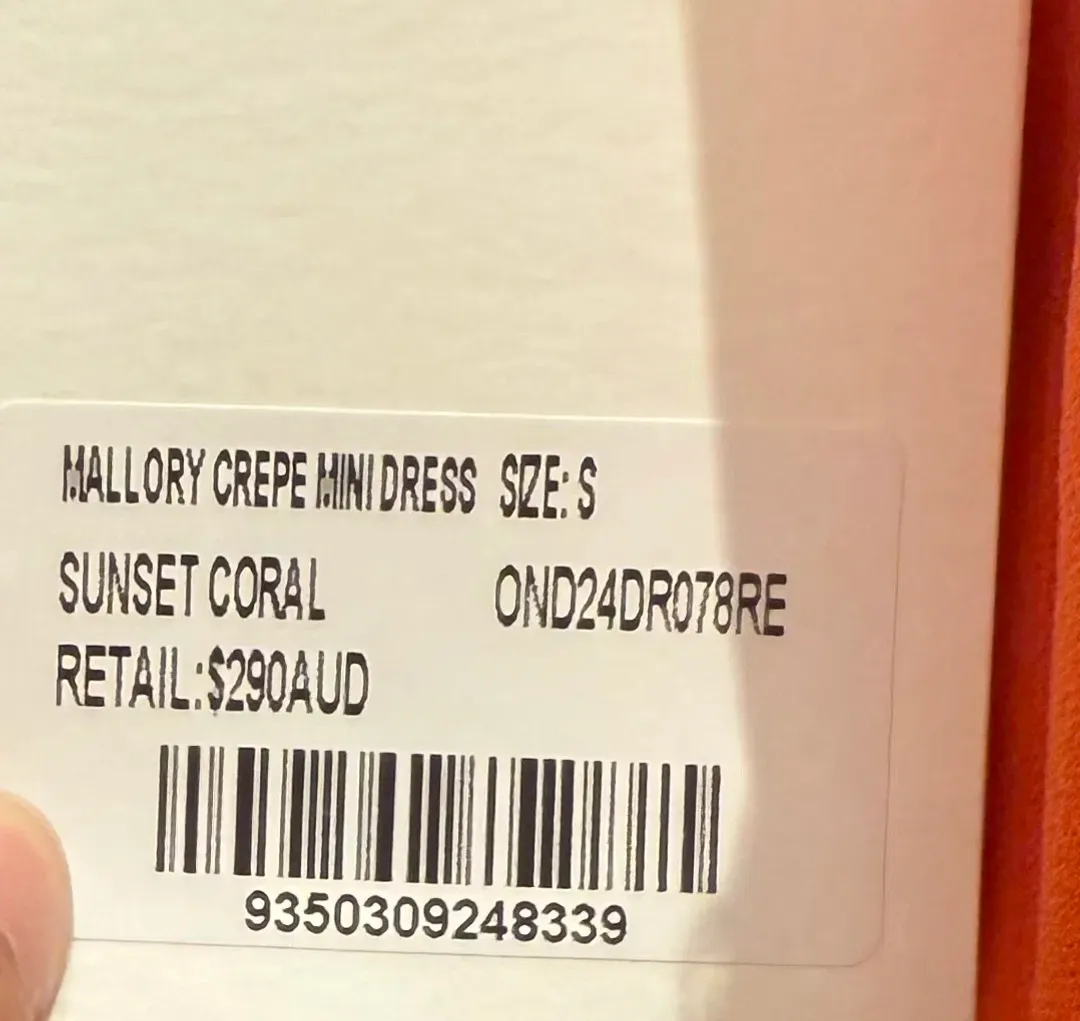 MALLORY CREPE MINI DRESS SIZE: S
SUNSET CORAL OND24DR078RE
RETAIL:$290AUD
9350309248339